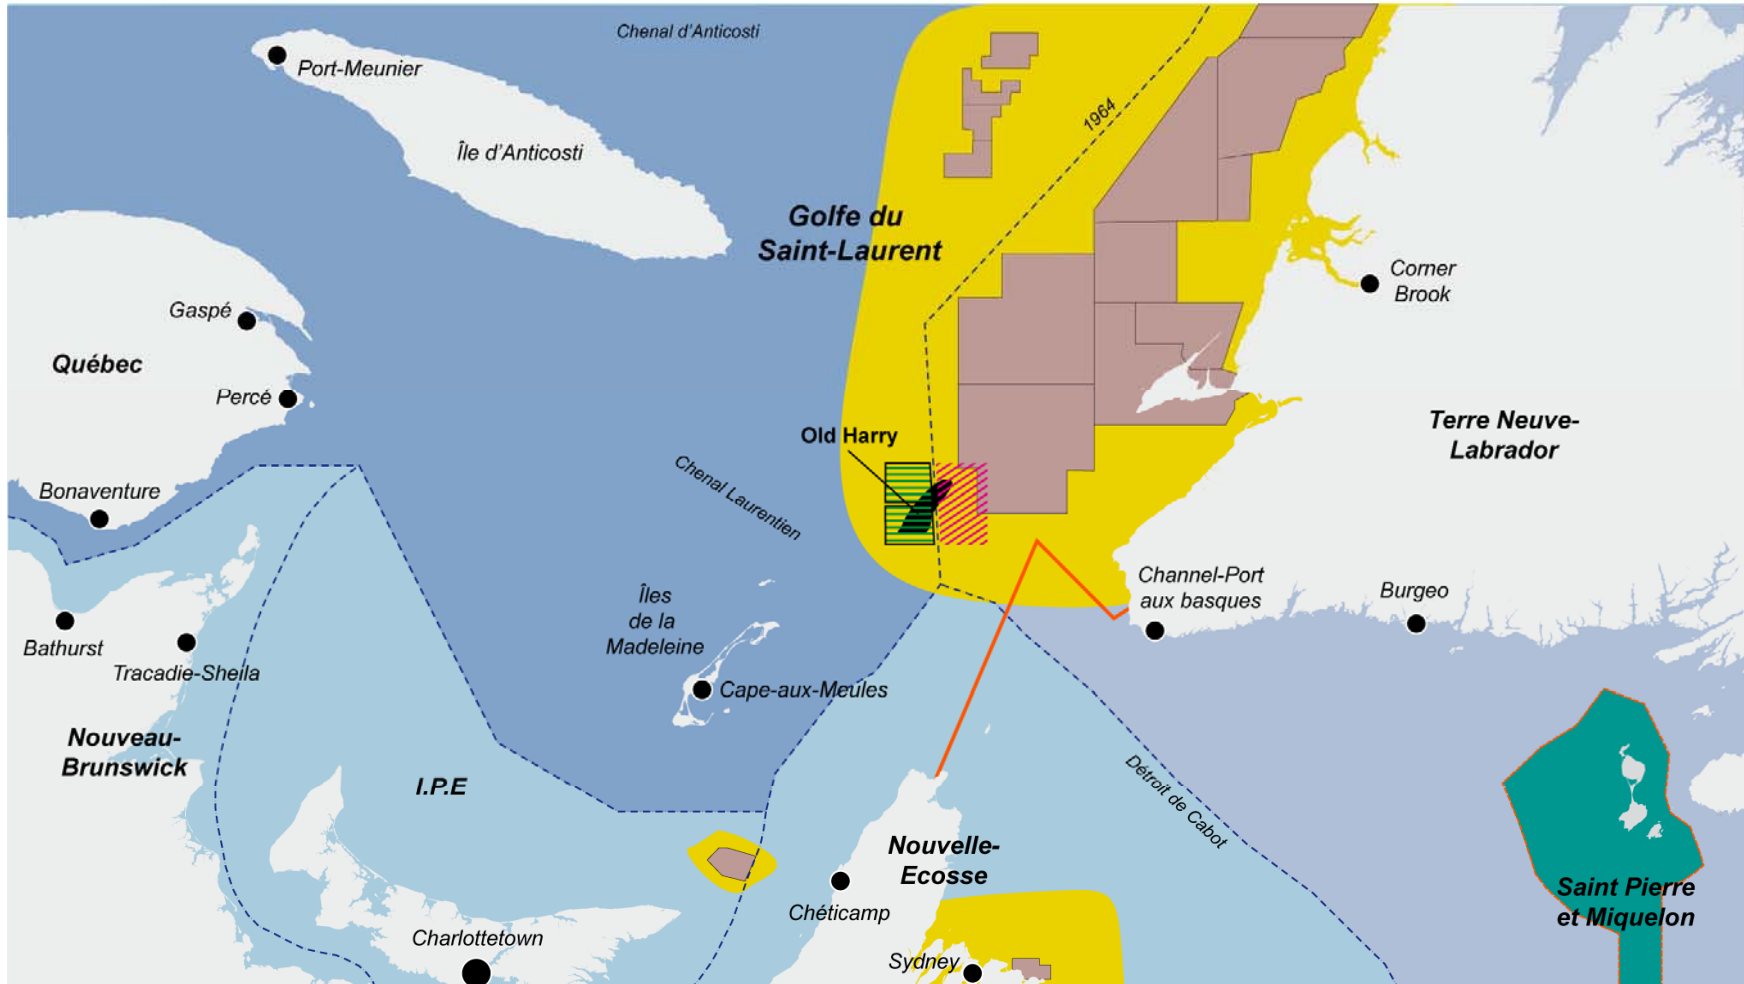 Chenal d'Anticosti
Port-Meunier
Île d'Anticosti
1964
Golfe du
Saint-Laurent
Corner
Brook
Gaspé
Québec
Percé
Old Harry
Terre Neuve-
Labrador
Chenal Laurentien
Bonaventure
Channel-Port
aux basques
Burgeo
Îles
de la
Madeleine
Bathurst
Tracadie-Sheila
Cape-aux-Meules
Nouveau-
Brunswick
I.P.E
Détroit de Cabot
Nouvelle-
Ecosse
Saint Pierre
et Miquelon
Chéticamp
Charlottetown
Sydney